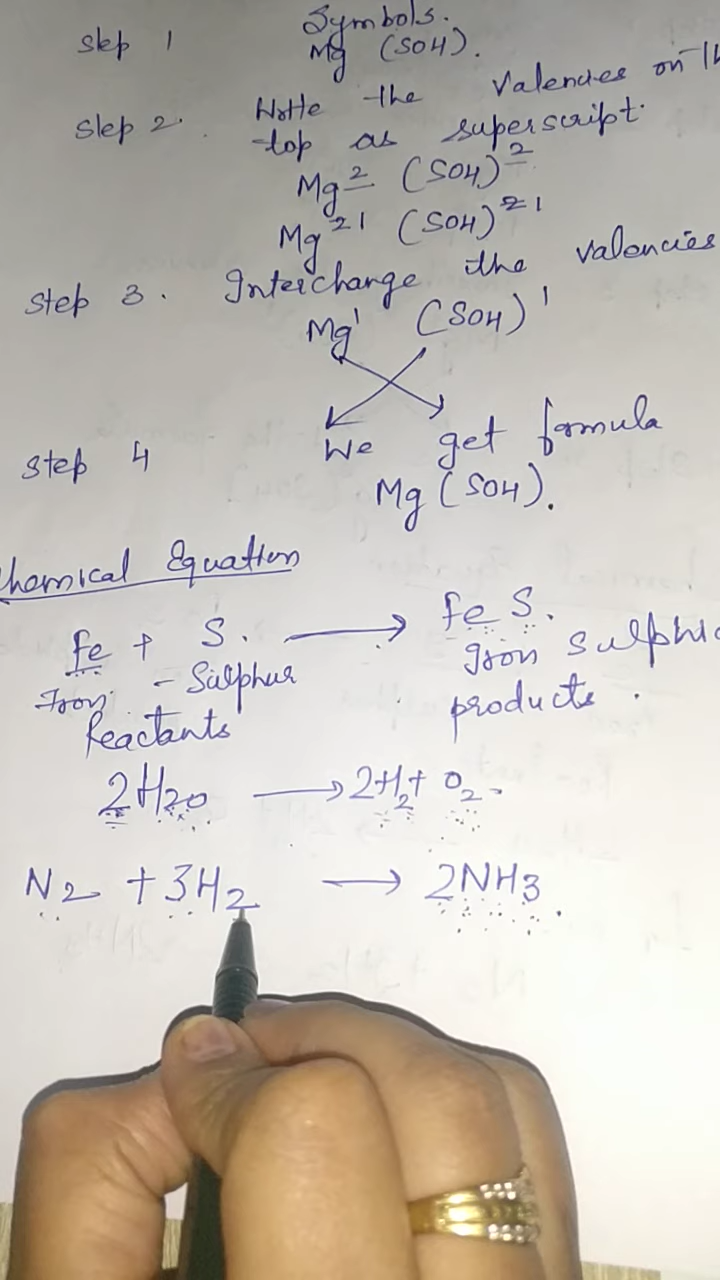 Symbols.
Step 1 Mg (SO4).
Step 2. Write the Valencies on th
top as superscript.
Mg² (SO4)²
Mg²¹ (SO4)²¹
Step 3. Interchange the valencies
Mg¹ (SO4)¹
Step 4 We get formula
Mg (SO4).
Chemical Equation
Fe + S. → Fe S.
Iron - Sulphur Iron Sulphi
Reactants products.
2H2O → 2H2 + O2.
N2 + 3H2 → 2NH3